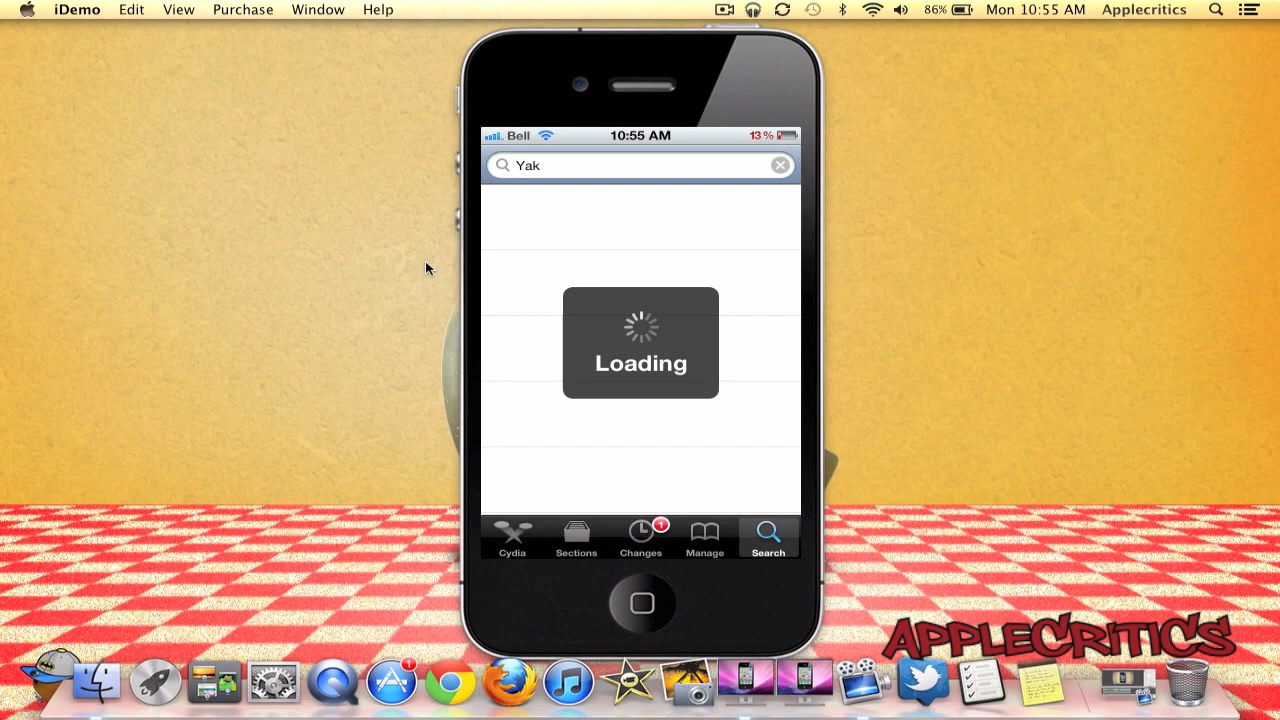 iDemo Edit View Purchase Window Help 86% Mon 10:55 AM Applecritics
Bell 10:55 AM 13%
Yak
Loading
1
Cydia Sections Changes Manage Search
APPLECRITICS
1